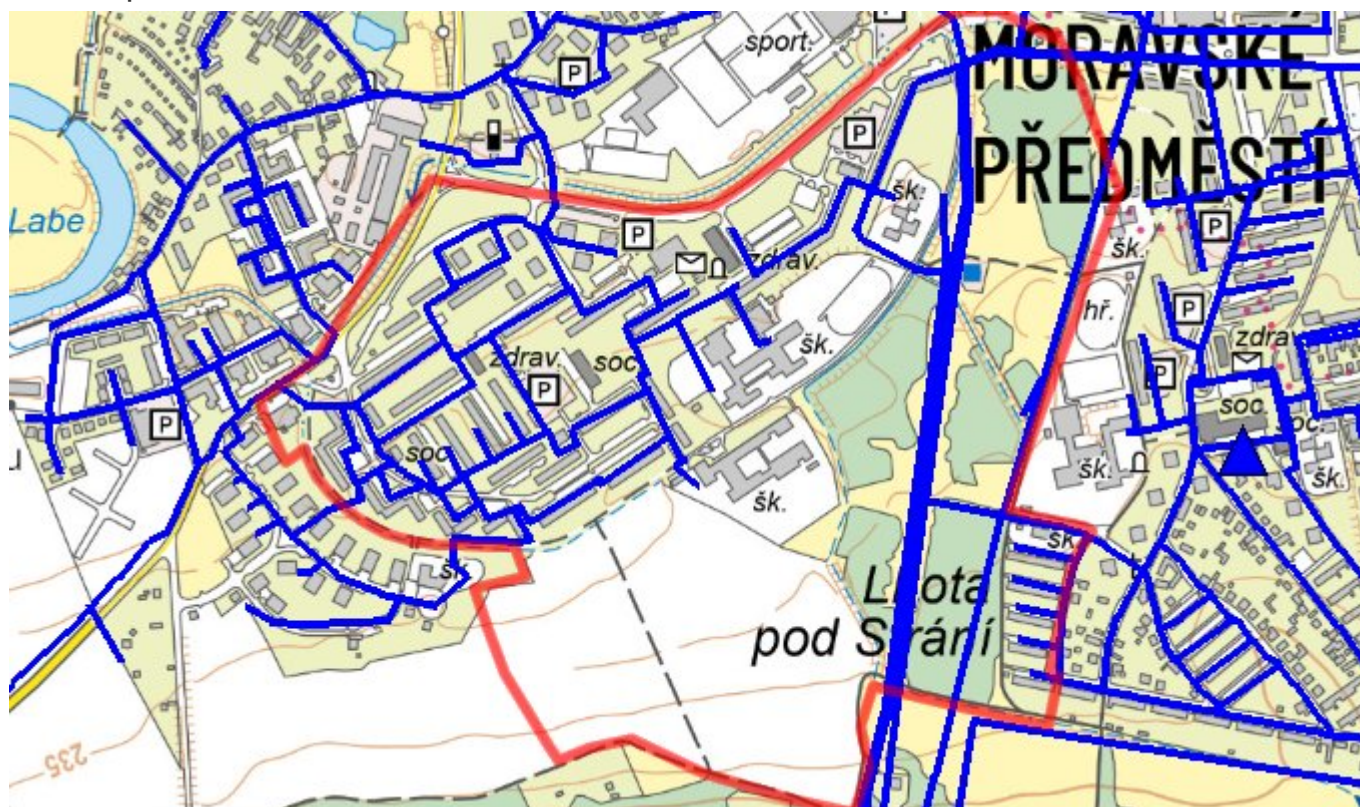 sport.
MORAVSKÉ
PŘEDMĚSTÍ
P
P
P
P
P
P
P
P
Labe
šk.
šk.
šk.
šk.
šk.
šk.
šk.
šk.
hř.
zdrav.
zdrav.
zdrav.
soc.
soc.
soc.
Lhota
pod Strání
235